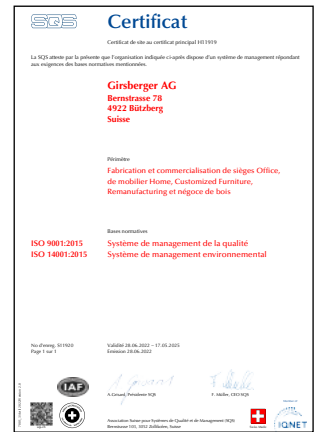 SQS
Certificat
Certificat de site au certificat principal H11919
La SQS atteste par la présente que l'organisation indiquée ci-après dispose d'un système de management répondant
aux exigences des bases normatives mentionnées.
Girsberger AG
Bernstrasse 78
4922 Bützberg
Suisse
Périmètre
Fabrication et commercialisation de sièges Office,
de mobilier Home, Customized Furniture,
Remanufacturing et négoce de bois
Bases normatives
ISO 9001:2015 Système de management de la qualité
ISO 14001:2015 Système de management environnemental
No d'enreg. S11920 Validité 28.06.2022 – 17.05.2025
Page 1 sur 1 Emission 28.06.2022
IAF
A. Grisard, Présidente SQS F. Müller, CEO SQS
Association Suisse pour Systèmes de Qualité et de Management (SQS)
Bernstrasse 103, 3052 Zollikofen, Suisse
IQNET